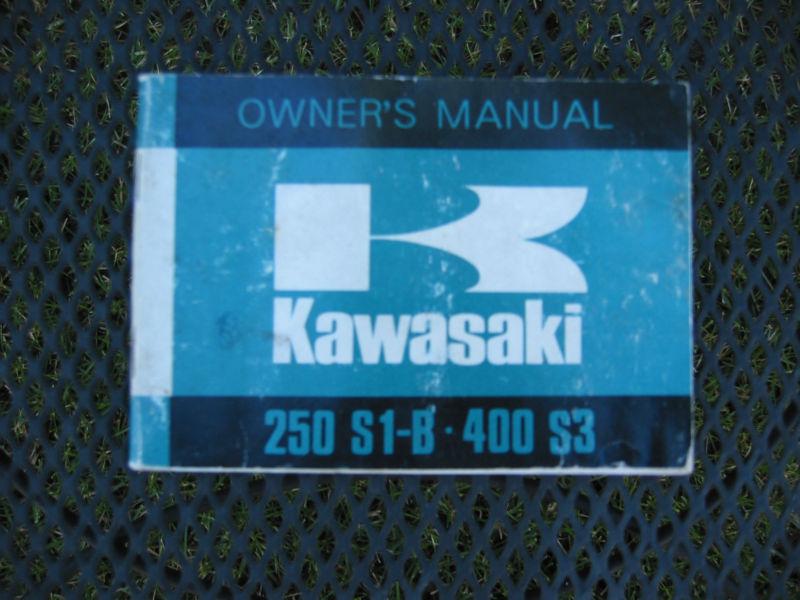 OWNER'S MANUAL
Kawasaki
250 S1-B · 400 S3